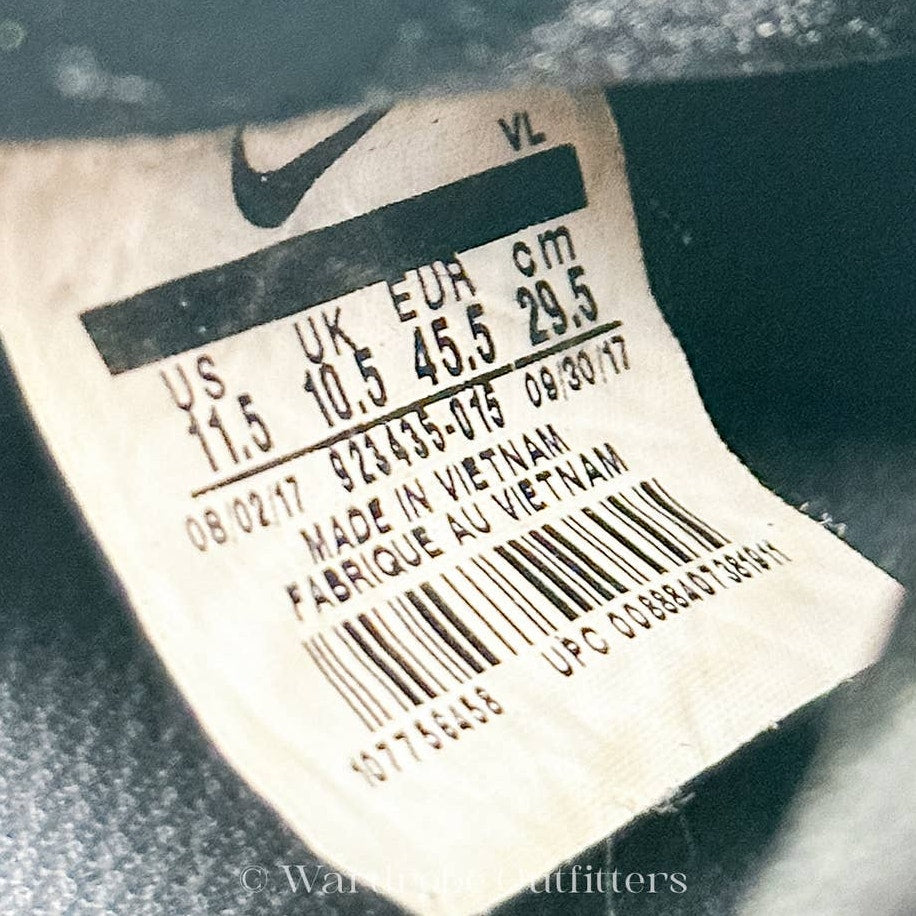 VL
US UK EUR cm
11.5 10.5 45.5 29.5
08/02/17 923435-015 09/30/17
MADE IN VIETNAM
FABRIQUE AU VIETNAM
UPC 00888407381911
107756458
© Wardrobe Outfitters